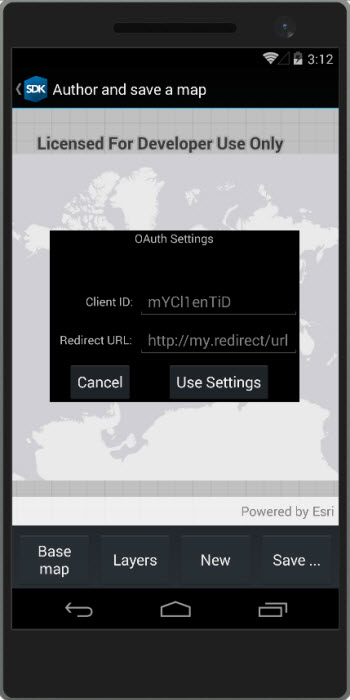 3:12
SDK Author and save a map
Licensed For Developer Use Only
OAuth Settings
Client ID: mYCl1enTiD
Redirect URL: http://my.redirect/url
Cancel Use Settings
Powered by Esri
Base map Layers New Save ...